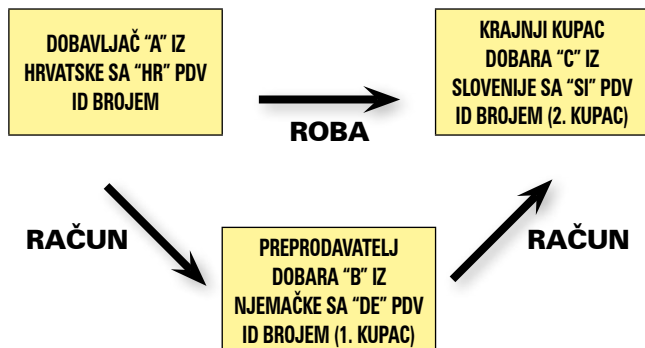 DOBAVLJAČ "A" IZ
HRVATSKE SA "HR" PDV
ID BROJEM
KRAJNJI KUPAC
DOBARA "C" IZ
SLOVENIJE SA "SI" PDV
ID BROJEM (2. KUPAC)
ROBA
RAČUN
RAČUN
PREPRODAVATELJ
DOBARA "B" IZ
NJEMAČKE SA "DE" PDV
ID BROJEM (1. KUPAC)